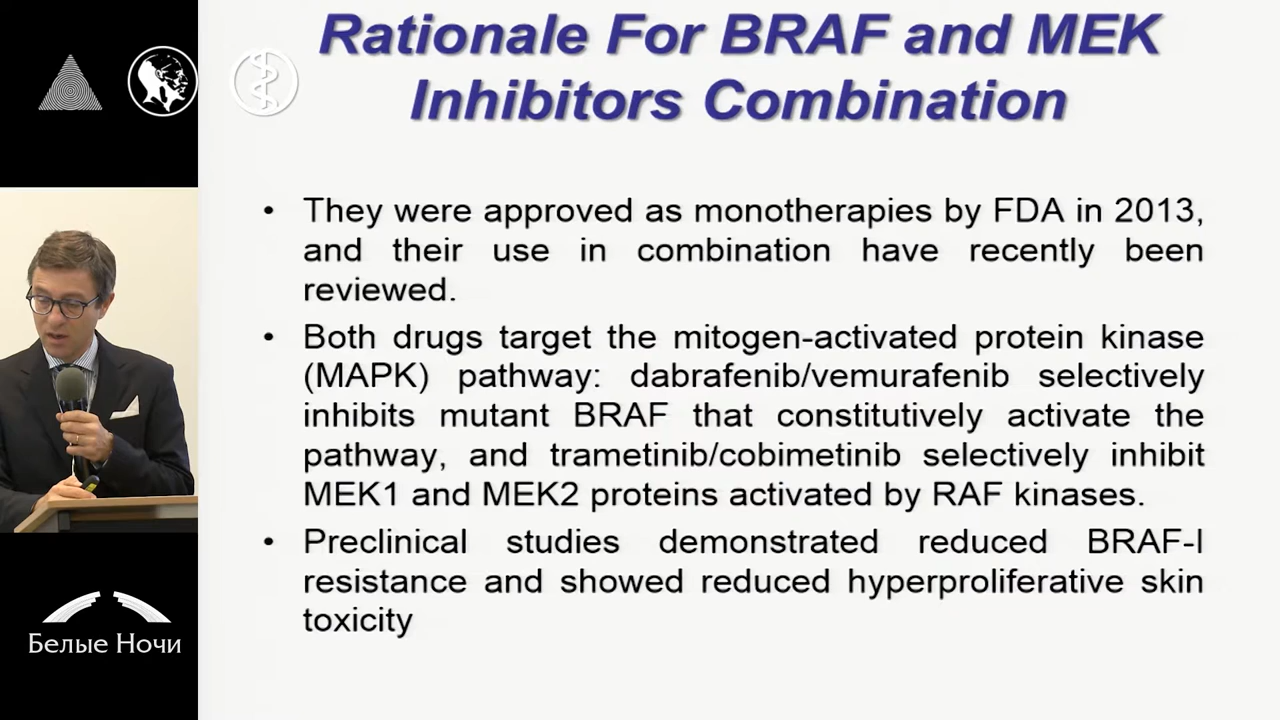 Rationale For BRAF and MEK
Inhibitors Combination
• They were approved as monotherapies by FDA in 2013,
and their use in combination have recently been
reviewed.
• Both drugs target the mitogen-activated protein kinase
(MAPK) pathway: dabrafenib/vemurafenib selectively
inhibits mutant BRAF that constitutively activate the
pathway, and trametinib/cobimetinib selectively inhibit
MEK1 and MEK2 proteins activated by RAF kinases.
• Preclinical studies demonstrated reduced BRAF-I
resistance and showed reduced hyperproliferative skin
toxicity
Белые Ночи